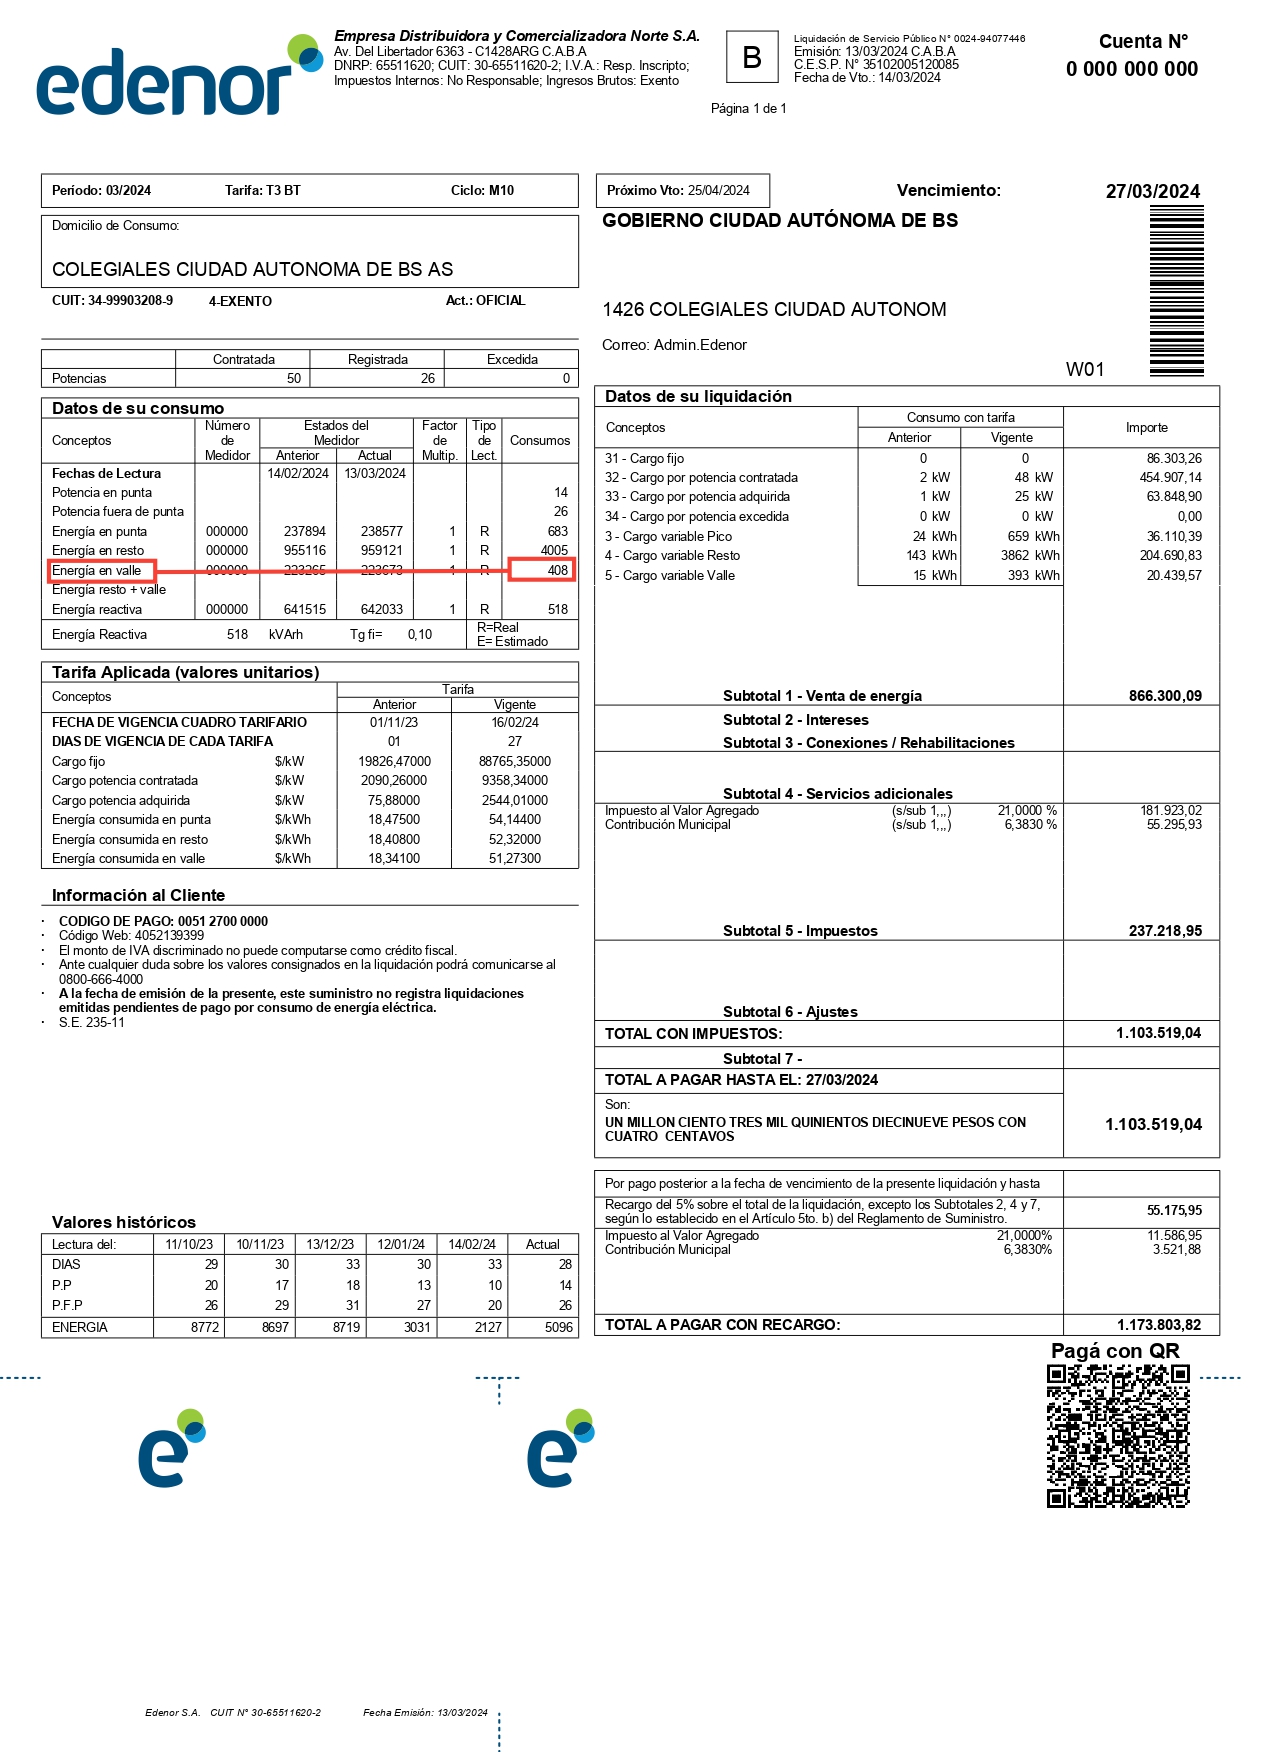 edenor
Empresa Distribuidora y Comercializadora Norte S.A.
Av. Del Libertador 6363 - C1428ARG C.A.B.A
DNRP: 65511620; CUIT: 30-65511620-2; I.V.A.: Resp. Inscripto;
Impuestos Internos: No Responsable; Ingresos Brutos: Exento
B
Liquidación de Servicio Público N° 0024-94077446
Emisión: 13/03/2024 C.A.B.A
C.E.S.P. N° 35102005120085
Fecha de Vto.: 14/03/2024
Cuenta N°
0 000 000 000
Página 1 de 1
Período: 03/2024 Tarifa: T3 BT Ciclo: M10
Próximo Vto: 25/04/2024
Vencimiento: 27/03/2024
Domicilio de Consumo:
COLEGIALES CIUDAD AUTONOMA DE BS AS
CUIT: 34-99903208-9 4-EXENTO Act.: OFICIAL
GOBIERNO CIUDAD AUTÓNOMA DE BS
1426 COLEGIALES CIUDAD AUTONOM
Correo: Admin.Edenor
W01
Contratada Registrada Excedida
Potencias 50 26 0
Datos de su consumo
Conceptos Número de Medidor Estados del Medidor Anterior Actual Factor de Multip. Tipo de Lect. Consumos
Fechas de Lectura 14/02/2024 13/03/2024
Potencia en punta 14
Potencia fuera de punta 26
Energía en punta 000000 237894 238577 1 R 683
Energía en resto 000000 955116 959121 1 R 4005
Energía en valle 000000 223265 223673 1 R 408
Energía resto + valle
Energía reactiva 000000 641515 642033 1 R 518
Energía Reactiva 518 kVArh Tg fi= 0,10
R=Real
E= Estimado
Tarifa Aplicada (valores unitarios)
Conceptos Tarifa
Anterior Vigente
FECHA DE VIGENCIA CUADRO TARIFARIO 01/11/23 16/02/24
DIAS DE VIGENCIA DE CADA TARIFA 01 27
Cargo fijo $/kW 19826,47000 88765,35000
Cargo potencia contratada $/kW 2090,26000 9358,34000
Cargo potencia adquirida $/kW 75,88000 2544,01000
Energía consumida en punta $/kWh 18,47500 54,14400
Energía consumida en resto $/kWh 18,40800 52,32000
Energía consumida en valle $/kWh 18,34100 51,27300
Información al Cliente
· CODIGO DE PAGO: 0051 2700 0000
· Código Web: 4052139399
· El monto de IVA discriminado no puede computarse como crédito fiscal.
· Ante cualquier duda sobre los valores consignados en la liquidación podrá comunicarse al
0800-666-4000
· A la fecha de emisión de la presente, este suministro no registra liquidaciones
emitidas pendientes de pago por consumo de energía eléctrica.
· S.E. 235-11
Valores históricos
Lectura del: 11/10/23 10/11/23 13/12/23 12/01/24 14/02/24 Actual
DIAS 29 30 33 30 33 28
P.P 20 17 18 13 10 14
P.F.P 26 29 31 27 20 26
ENERGIA 8772 8697 8719 3031 2127 5096
Datos de su liquidación
Conceptos Consumo con tarifa Importe
Anterior Vigente
31 - Cargo fijo 0 0 86.303,26
32 - Cargo por potencia contratada 2 kW 48 kW 454.907,14
33 - Cargo por potencia adquirida 1 kW 25 kW 63.848,90
34 - Cargo por potencia excedida 0 kW 0 kW 0,00
3 - Cargo variable Pico 24 kWh 659 kWh 36.110,39
4 - Cargo variable Resto 143 kWh 3862 kWh 204.690,83
5 - Cargo variable Valle 15 kWh 393 kWh 20.439,57
Subtotal 1 - Venta de energía 866.300,09
Subtotal 2 - Intereses
Subtotal 3 - Conexiones / Rehabilitaciones
Subtotal 4 - Servicios adicionales
Impuesto al Valor Agregado (s/sub 1,,,) 21,0000 % 181.923,02
Contribución Municipal (s/sub 1,,,) 6,3830 % 55.295,93
Subtotal 5 - Impuestos 237.218,95
Subtotal 6 - Ajustes
TOTAL CON IMPUESTOS: 1.103.519,04
Subtotal 7 -
TOTAL A PAGAR HASTA EL: 27/03/2024
Son:
UN MILLON CIENTO TRES MIL QUINIENTOS DIECINUEVE PESOS CON
CUATRO CENTAVOS
1.103.519,04
Por pago posterior a la fecha de vencimiento de la presente liquidación y hasta
Recargo del 5% sobre el total de la liquidación, excepto los Subtotales 2, 4 y 7,
según lo establecido en el Artículo 5to. b) del Reglamento de Suministro.
55.175,95
Impuesto al Valor Agregado 21,0000% 11.586,95
Contribución Municipal 6,3830% 3.521,88
TOTAL A PAGAR CON RECARGO: 1.173.803,82
Pagá con QR
e
e
Edenor S.A. CUIT N° 30-65511620-2 Fecha Emisión: 13/03/2024